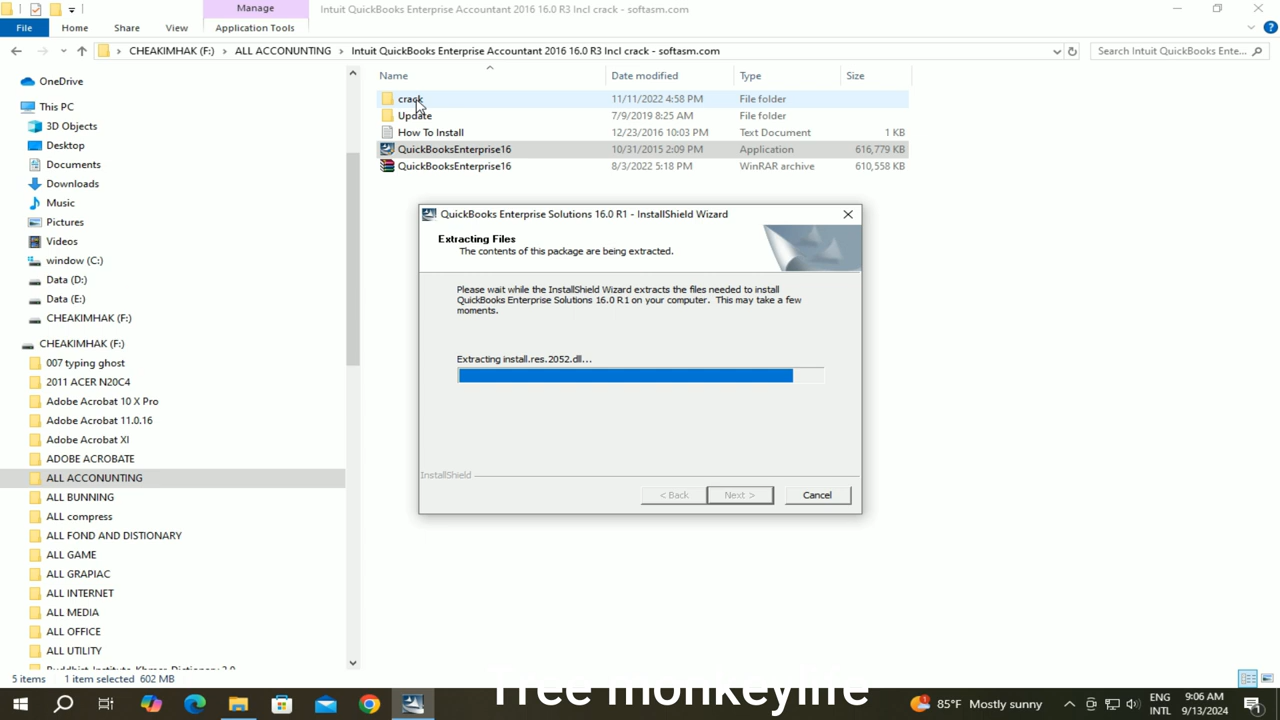 Manage
Intuit QuickBooks Enterprise Accountant 2016 16.0 R3 Incl crack - softasm.com
File
Home
Share
View
Application Tools
CHEAKIMHAK (F:) > ALL ACCONUNTING > Intuit QuickBooks Enterprise Accountant 2016 16.0 R3 Incl crack - softasm.com
Search Intuit QuickBooks Ente...
OneDrive
This PC
3D Objects
Desktop
Documents
Downloads
Music
Pictures
Videos
window (C:)
Data (D:)
Data (E:)
CHEAKIMHAK (F:)
CHEAKIMHAK (F:)
007 typing ghost
2011 ACER N20C4
Adobe Acrobat 10 X Pro
Adobe Acrobat 11.0.16
Adobe Acrobat XI
ADOBE ACROBATE
ALL ACCONUNTING
ALL BUNNING
ALL compress
ALL FOND AND DISTIONARY
ALL GAME
ALL GRAPIAC
ALL INTERNET
ALL MEDIA
ALL OFFICE
ALL UTILITY
Buddhist-Institute-Khmer-Dictionary 2.0
Name Date modified Type Size
crack 11/11/2022 4:58 PM File folder
Update 7/9/2019 8:25 AM File folder
How To Install 12/23/2016 10:03 PM Text Document 1 KB
QuickBooksEnterprise16 10/31/2015 2:09 PM Application 616,779 KB
QuickBooksEnterprise16 8/3/2022 5:18 PM WinRAR archive 610,558 KB
QuickBooks Enterprise Solutions 16.0 R1 - InstallShield Wizard
Extracting Files
The contents of this package are being extracted.
Please wait while the InstallShield Wizard extracts the files needed to install
QuickBooks Enterprise Solutions 16.0 R1 on your computer. This may take a few
moments.
Extracting install.res.2052.dll...
InstallShield
< Back
Next >
Cancel
5 items 1 item selected 602 MB
Tree monkeylife
85°F Mostly sunny
ENG
INTL
9:06 AM
9/13/2024